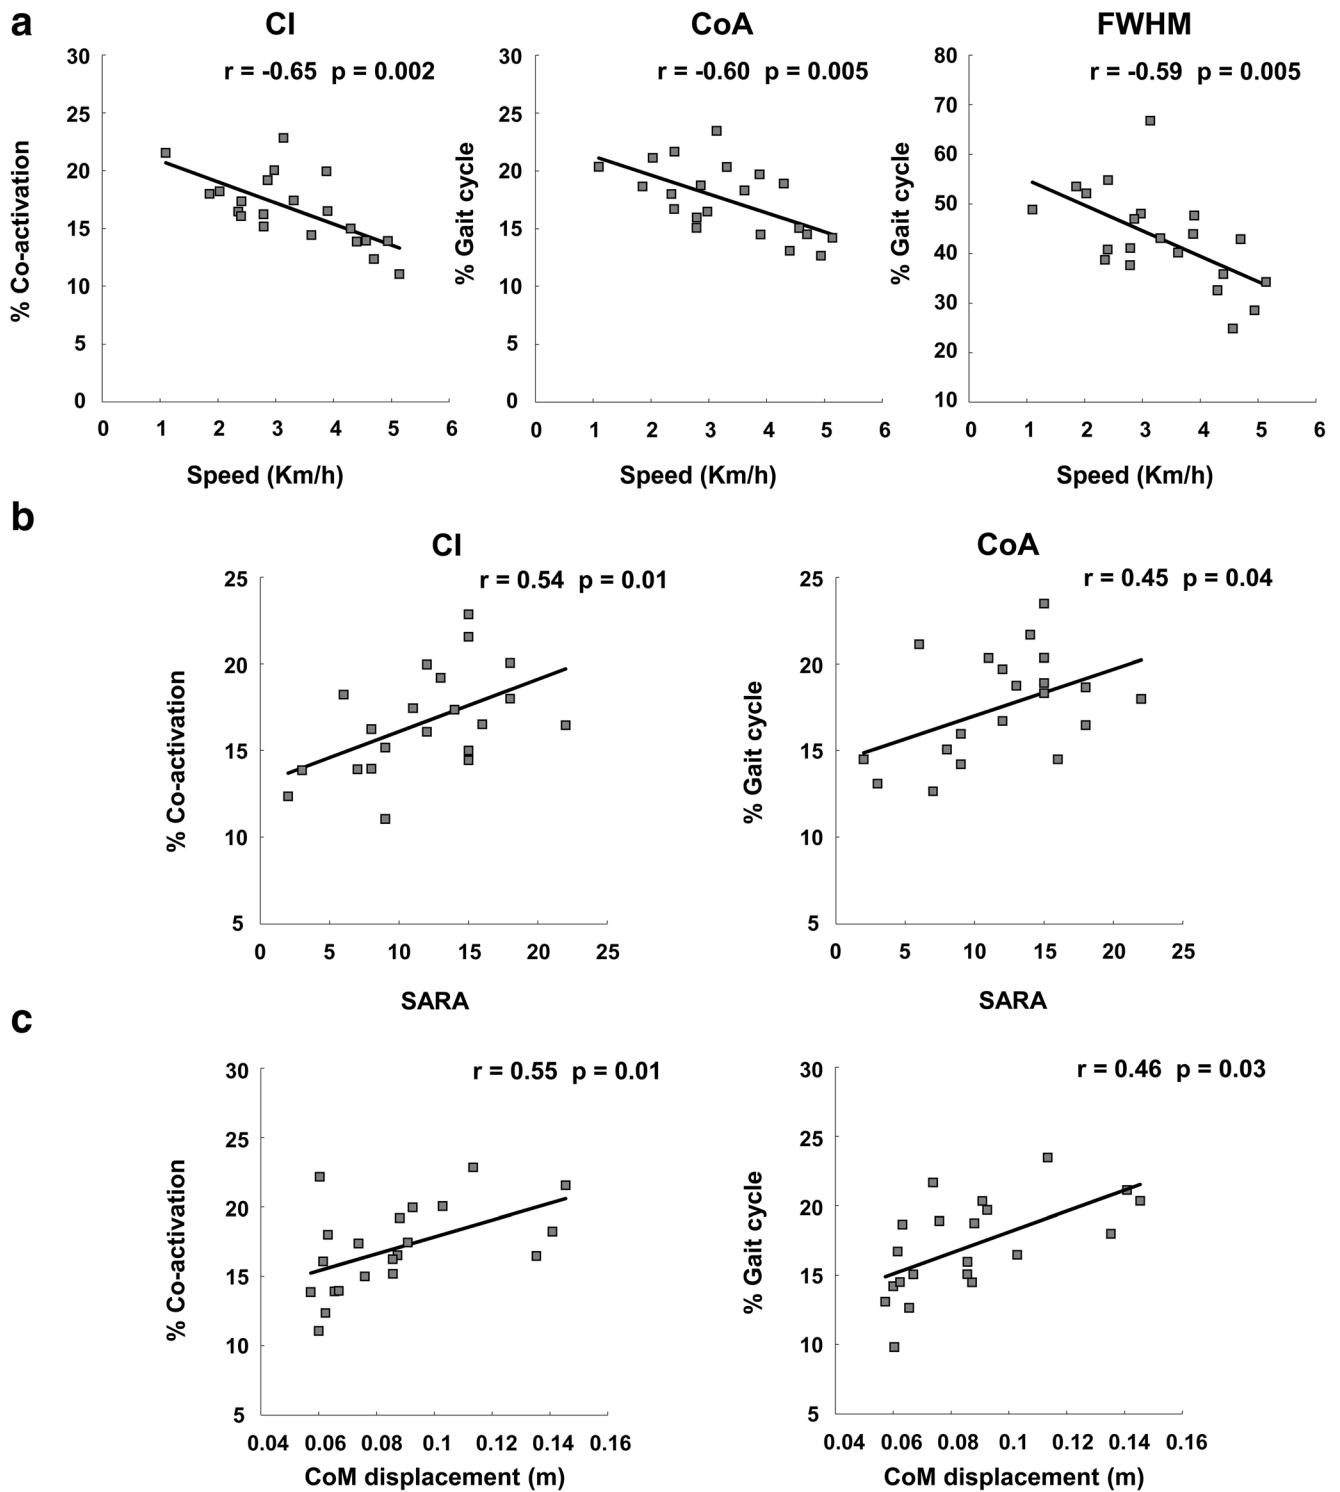 a
CI
CoA
FWHM
r = -0.65 p = 0.002
r = -0.60 p = 0.005
r = -0.59 p = 0.005
% Co-activation
30
25
20
15
10
5
0
0 1 2 3 4 5 6
Speed (Km/h)
% Gait cycle
30
25
20
15
10
5
0
0 1 2 3 4 5 6
Speed (Km/h)
% Gait cycle
80
70
60
50
40
30
20
10
0 1 2 3 4 5 6
Speed (Km/h)
b
CI
r = 0.54 p = 0.01
% Co-activation
25
20
15
10
5
0 5 10 15 20 25
SARA
CoA
r = 0.45 p = 0.04
% Gait cycle
25
20
15
10
5
0 5 10 15 20 25
SARA
c
r = 0.55 p = 0.01
% Co-activation
30
25
20
15
10
5
0.04 0.06 0.08 0.1 0.12 0.14 0.16
CoM displacement (m)
r = 0.46 p = 0.03
% Gait cycle
30
25
20
15
10
5
0.04 0.06 0.08 0.1 0.12 0.14 0.16
CoM displacement (m)